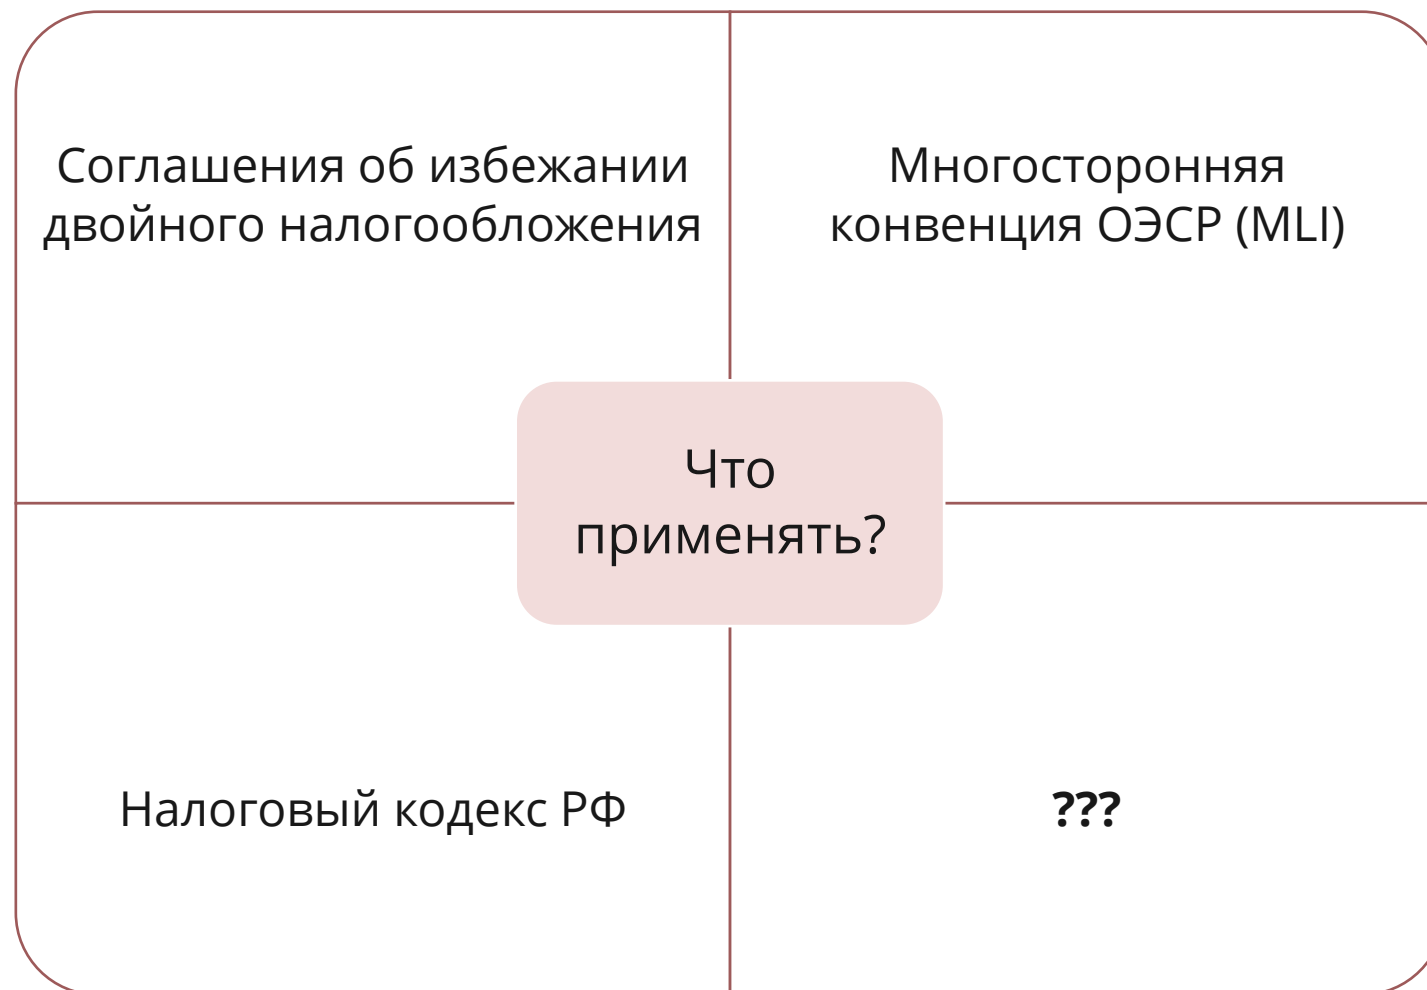 Соглашения об избежании
двойного налогообложения
Многосторонняя
конвенция ОЭСР (MLI)
Что
применять?
Налоговый кодекс РФ
???